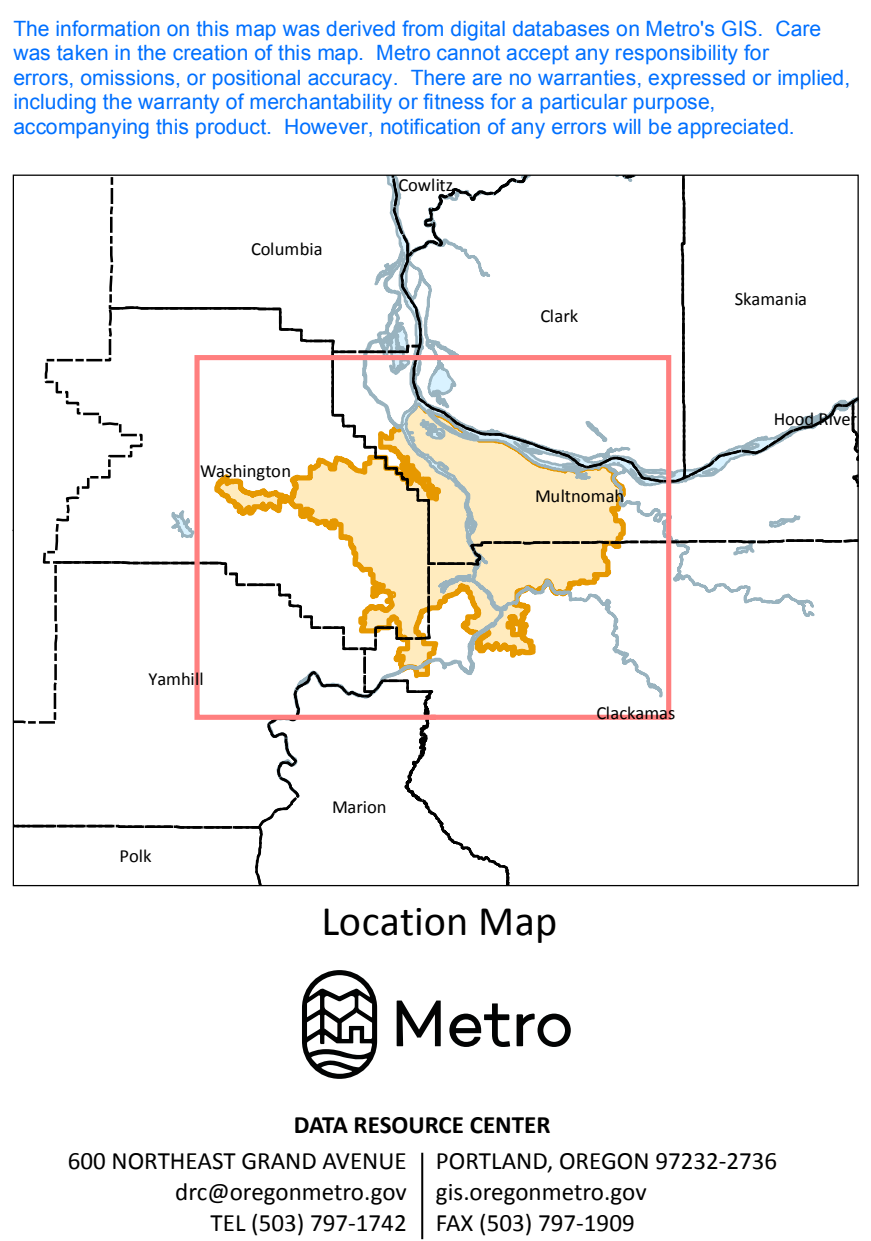 The information on this map was derived from digital databases on Metro's GIS.  Care
was taken in the creation of this map.  Metro cannot accept any responsibility for
errors, omissions, or positional accuracy.  There are no warranties, expressed or implied,
including the warranty of merchantability or fitness for a particular purpose,
accompanying this product.  However, notification of any errors will be appreciated.
Cowlitz
Columbia
Skamania
Clark
Hood River
Washington
Multnomah
Yamhill
Clackamas
Marion
Polk
Location Map
Metro
DATA RESOURCE CENTER
600 NORTHEAST GRAND AVENUE | PORTLAND, OREGON 97232-2736
drc@oregonmetro.gov | gis.oregonmetro.gov
TEL (503) 797-1742 | FAX (503) 797-1909